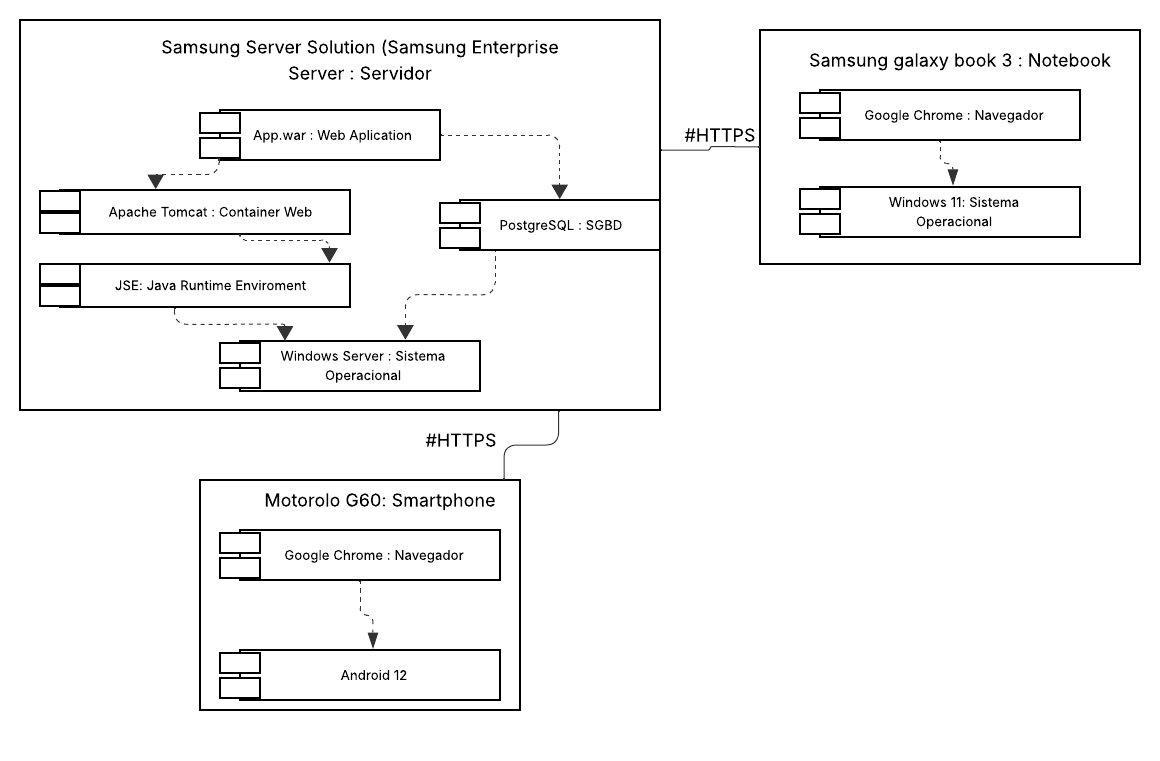 Samsung Server Solution (Samsung Enterprise
Server : Servidor
App.war : Web Aplication
Apache Tomcat : Container Web
PostgreSQL : SGBD
JSE: Java Runtime Enviroment
Windows Server : Sistema
Operacional
#HTTPS
Samsung galaxy book 3 : Notebook
Google Chrome : Navegador
Windows 11: Sistema
Operacional
#HTTPS
Motorolo G60: Smartphone
Google Chrome : Navegador
Android 12